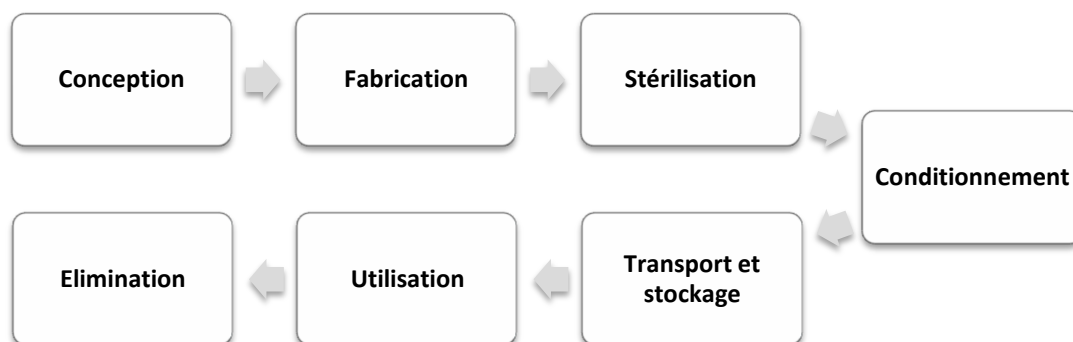 Conception
Fabrication
Stérilisation
Conditionnement
Transport et
stockage
Utilisation
Elimination